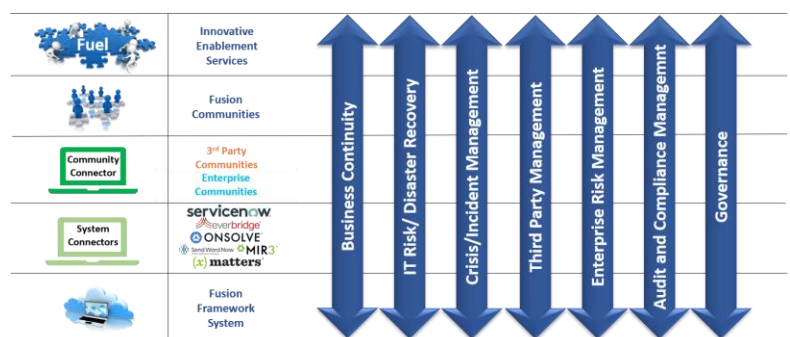 Fuel
Innovative
Enablement
Services
Fusion
Communities
Community
Connector
3rd Party
Communities
Enterprise
Communities
System
Connectors
servicenow
everbridge
ONSOLVE
Send Word Now MIR3
(x) matters
Fusion
Framework
System
Business Continuity
IT Risk/ Disaster Recovery
Crisis/Incident Management
Third Party Management
Enterprise Risk Management
Audit and Compliance Managemnt
Governance